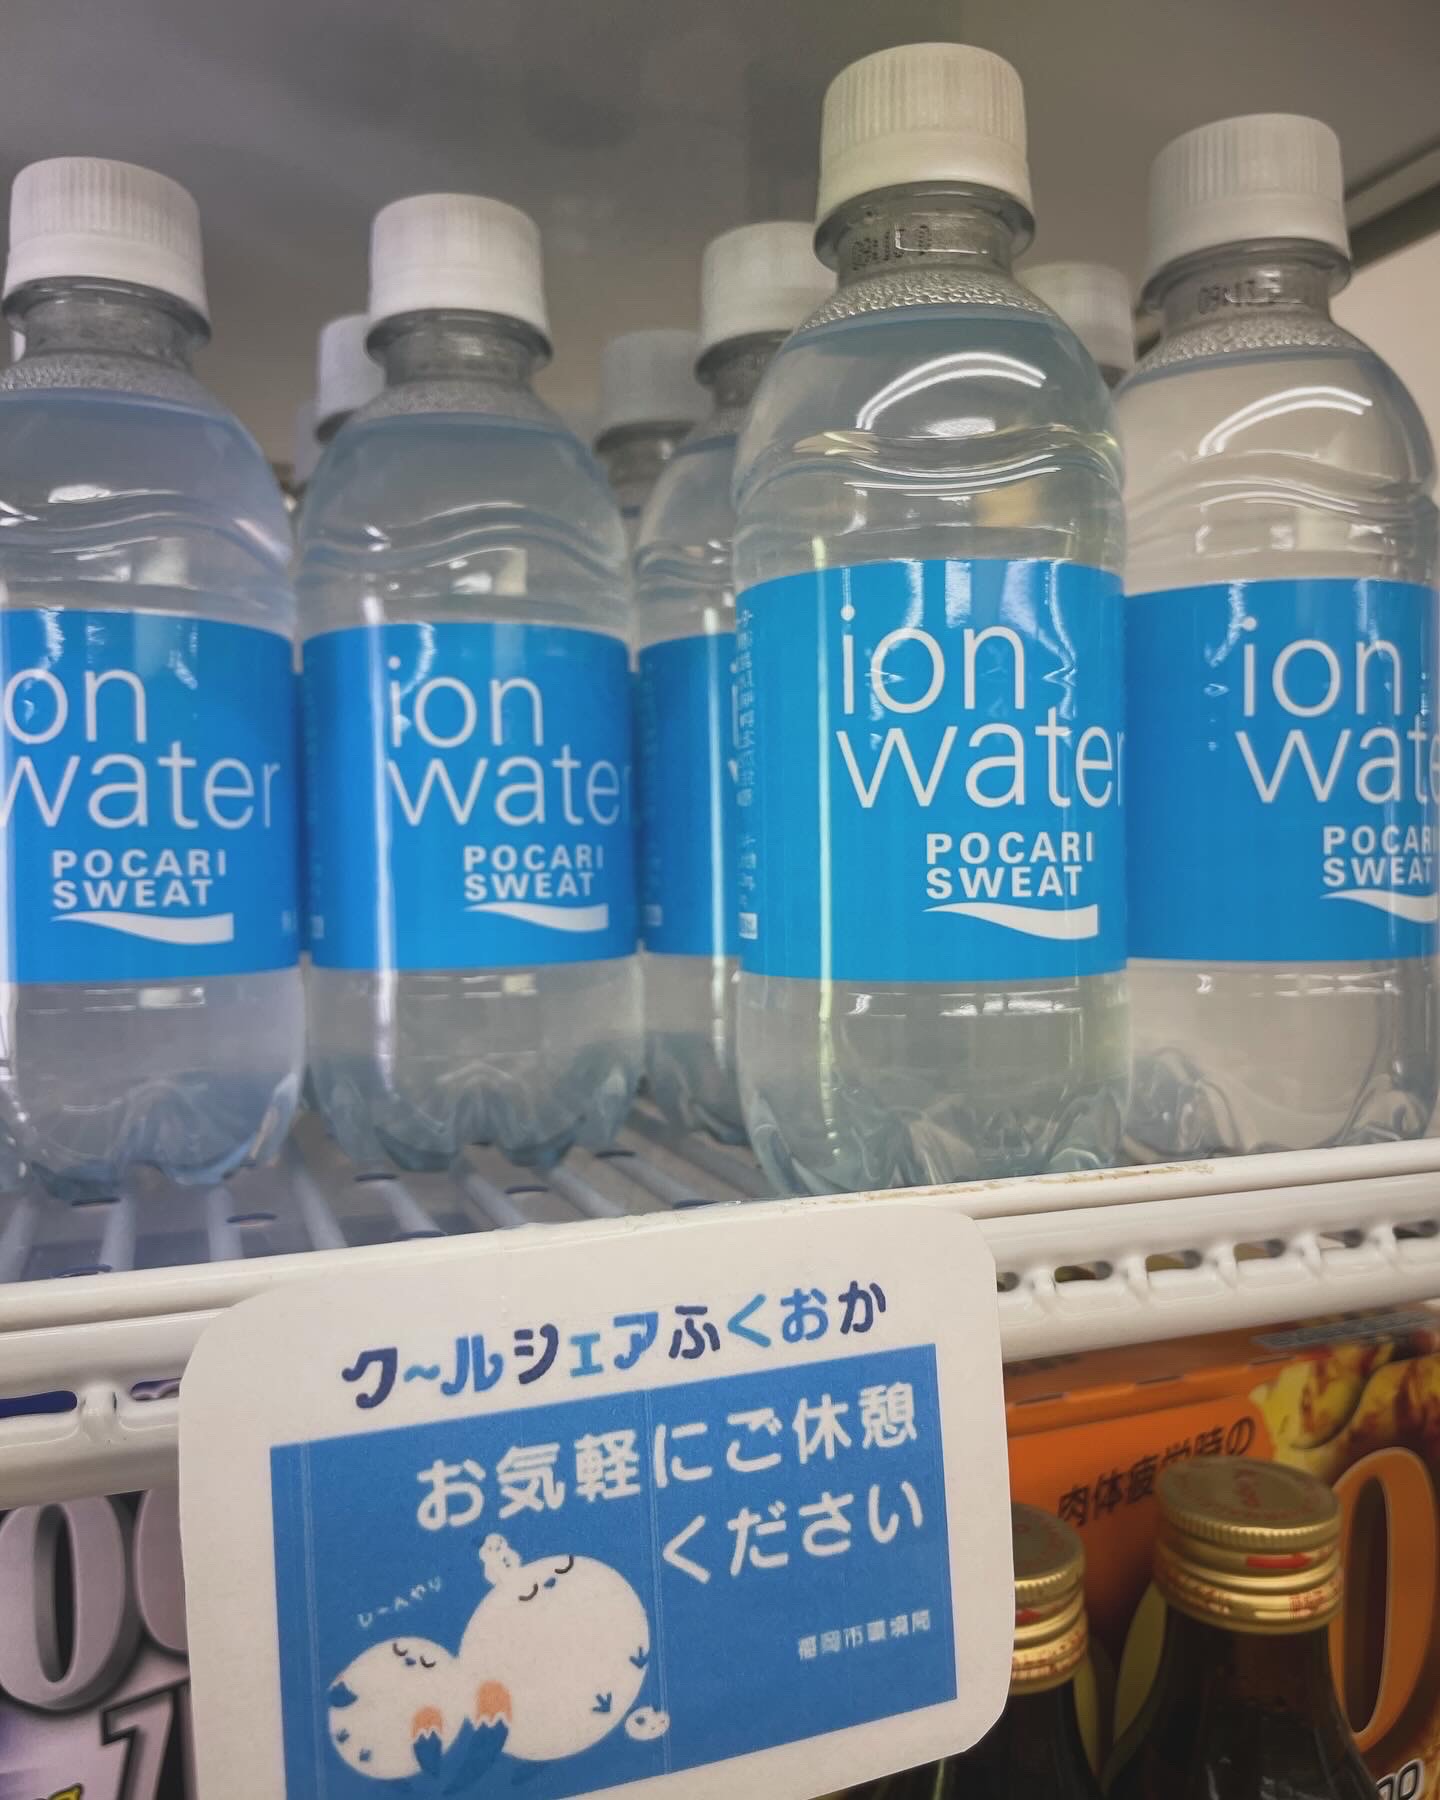 ion
water
POCARI
SWEAT
ion
water
POCARI
SWEAT
ion
water
POCARI
SWEAT
ion
wate
POCARI
SWEAT
クールシェアふくおか
お気軽にご休憩
ください
ひ〜んやり
福岡市環境局
肉体疲労時の